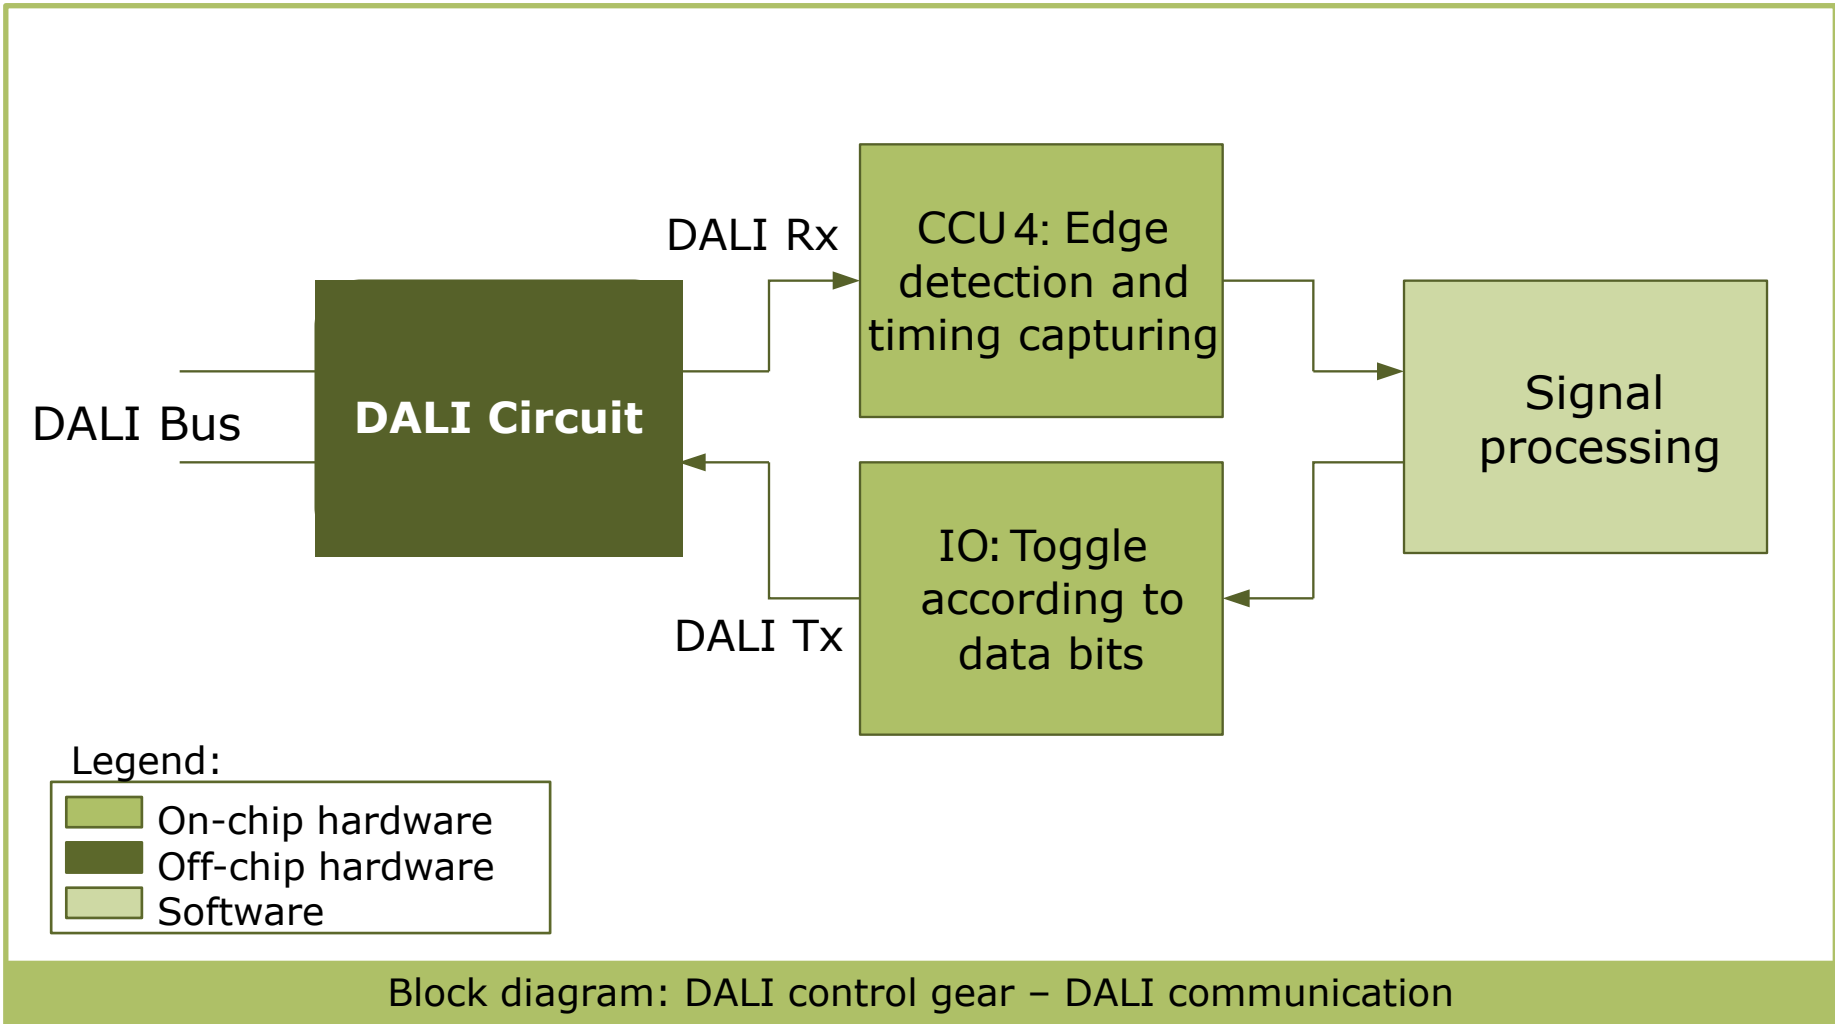 DALI Rx
CCU 4: Edge
detection and
timing capturing
DALI Bus
DALI Circuit
Signal
processing
IO: Toggle
according to
data bits
DALI Tx
Legend:
On-chip hardware
Off-chip hardware
Software
Block diagram: DALI control gear – DALI communication